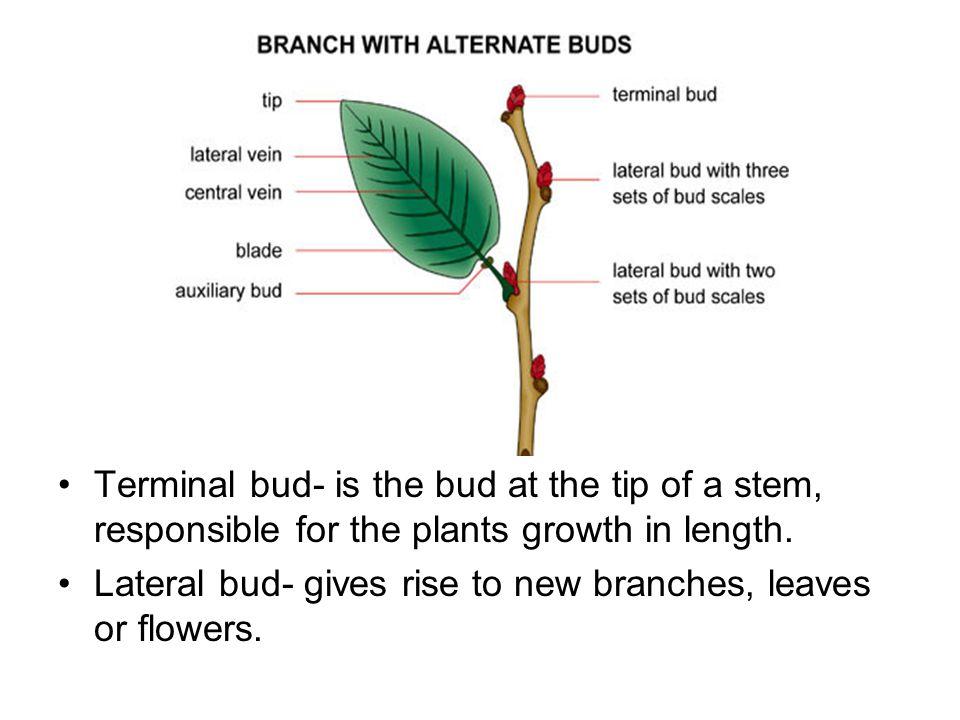 BRANCH WITH ALTERNATE BUDS
tip
lateral vein
central vein
blade
auxiliary bud
terminal bud
lateral bud with three
sets of bud scales
lateral bud with two
sets of bud scales
• Terminal bud- is the bud at the tip of a stem,
responsible for the plants growth in length.
• Lateral bud- gives rise to new branches, leaves
or flowers.